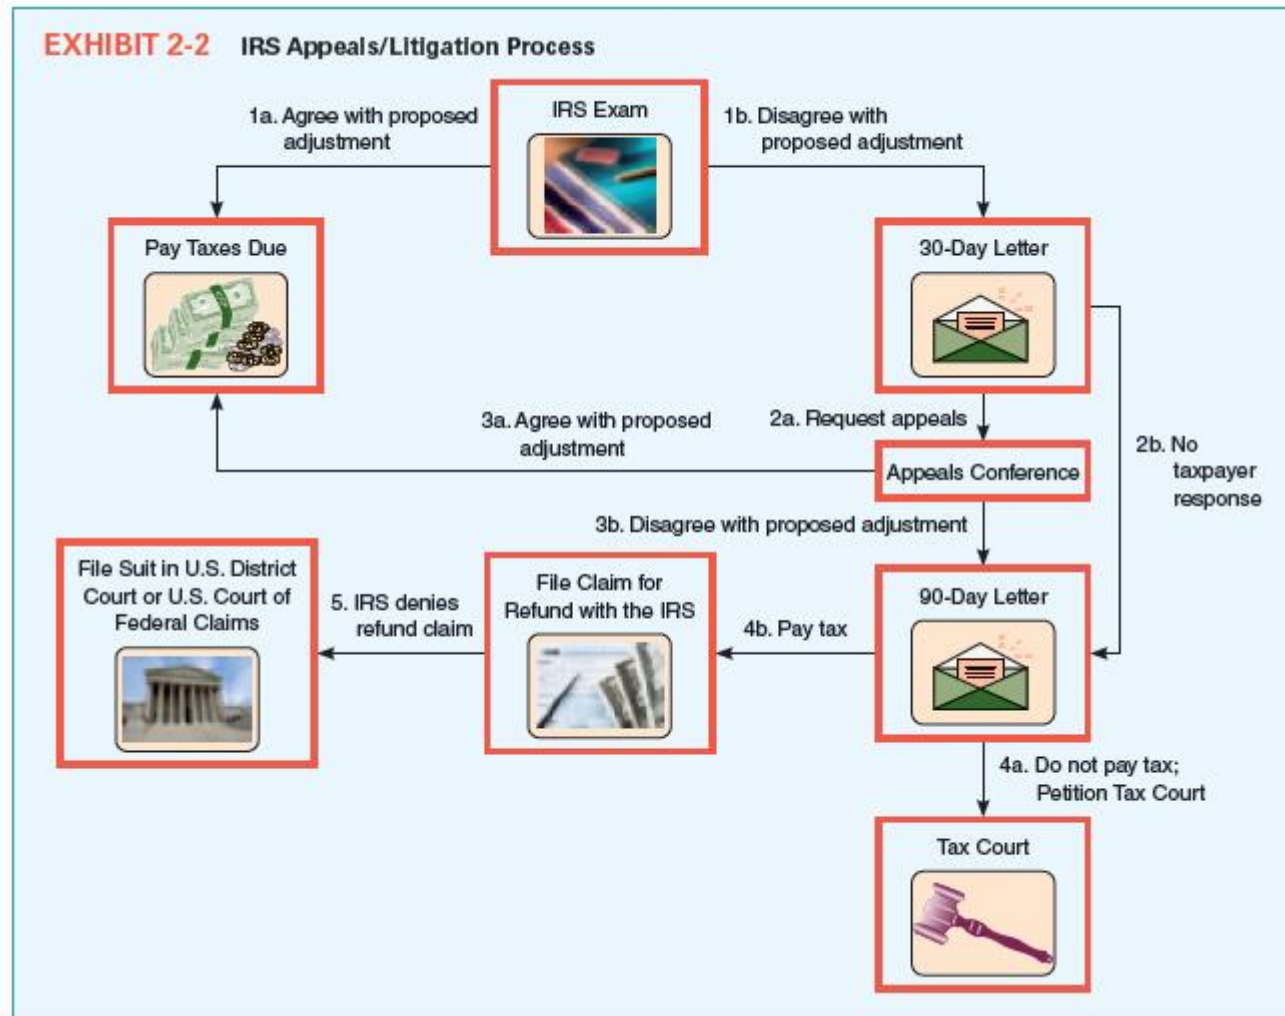 EXHIBIT 2-2 IRS Appeals/Litigation Process
IRS Exam
1a. Agree with proposed
adjustment
1b. Disagree with
proposed adjustment
Pay Taxes Due
30-Day Letter
3a. Agree with proposed
adjustment
2a. Request appeals
2b. No
taxpayer
response
Appeals Conference
3b. Disagree with proposed adjustment
File Suit in U.S. District
Court or U.S. Court of
Federal Claims
5. IRS denies
refund claim
File Claim for
Refund with the IRS
4b. Pay tax
90-Day Letter
4a. Do not pay tax;
Petition Tax Court
Tax Court